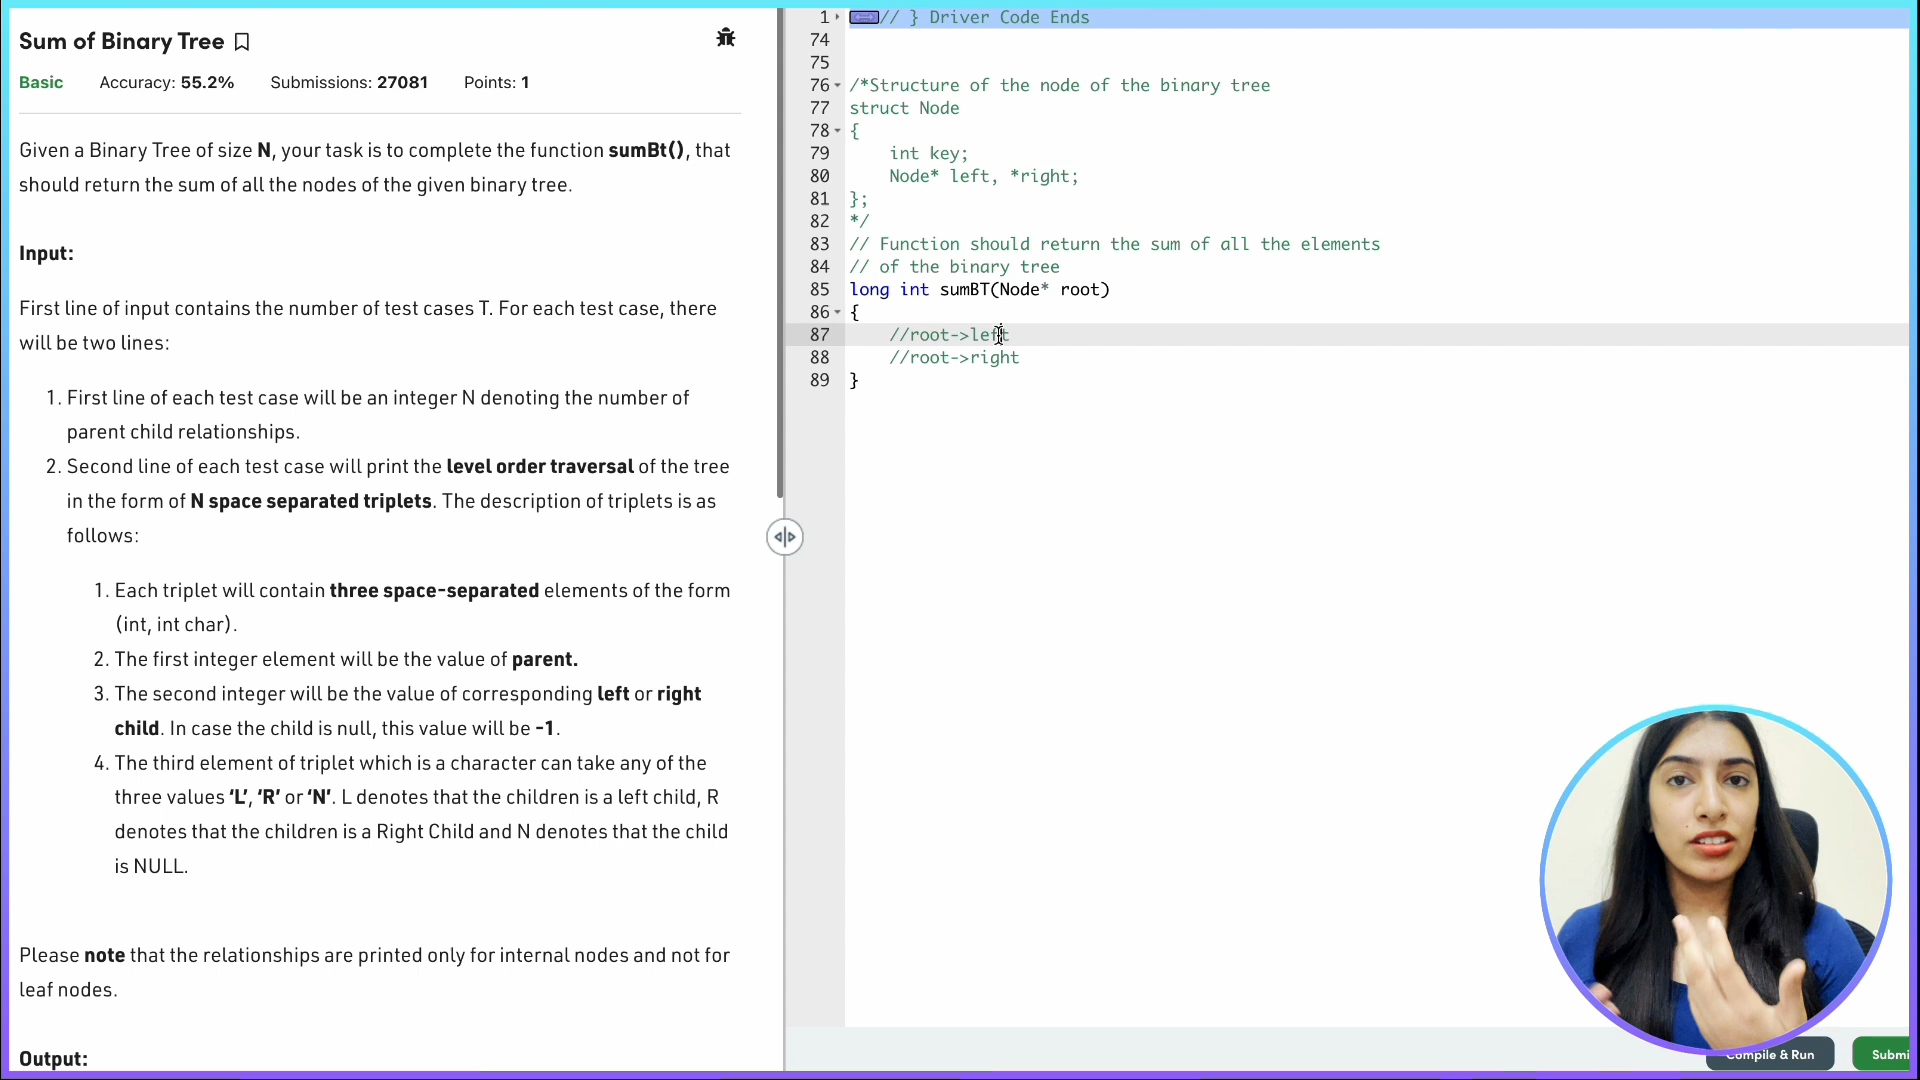 Sum of Binary Tree
Basic Accuracy: 55.2% Submissions: 27081 Points: 1
Given a Binary Tree of size N, your task is to complete the function sumBt(), that
should return the sum of all the nodes of the given binary tree.
Input:
First line of input contains the number of test cases T. For each test case, there
will be two lines:
1. First line of each test case will be an integer N denoting the number of
parent child relationships.
2. Second line of each test case will print the level order traversal of the tree
in the form of N space separated triplets. The description of triplets is as
follows:
1. Each triplet will contain three space-separated elements of the form
(int, int char).
2. The first integer element will be the value of parent.
3. The second integer will be the value of corresponding left or right
child. In case the child is null, this value will be -1.
4. The third element of triplet which is a character can take any of the
three values ‘L’, ‘R’ or ‘N’. L denotes that the children is a left child, R
denotes that the children is a Right Child and N denotes that the child
is NULL.
Please note that the relationships are printed only for internal nodes and not for
leaf nodes.
Output:
1 // } Driver Code Ends
74
75
76 /*Structure of the node of the binary tree
77 struct Node
78 {
79 int key;
80 Node* left, *right;
81 };
82 */
83 // Function should return the sum of all the elements
84 // of the binary tree
85 long int sumBT(Node* root)
86 {
87 //root->left
88 //root->right
89 }
Compile & Run
Submi